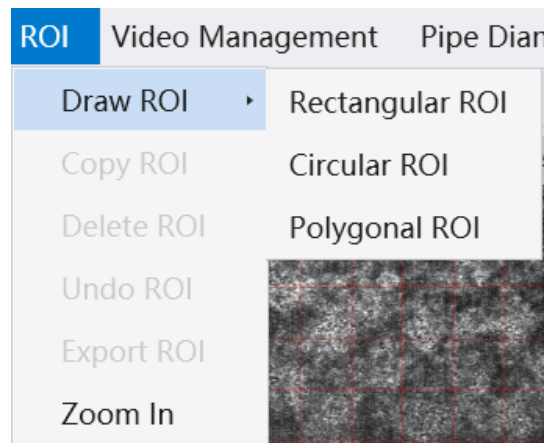 ROI Video Management Pipe
Draw ROI
Rectangular ROI
Copy ROI
Circular ROI
Delete ROI
Polygonal ROI
Undo ROI
Export ROI
Zoom In